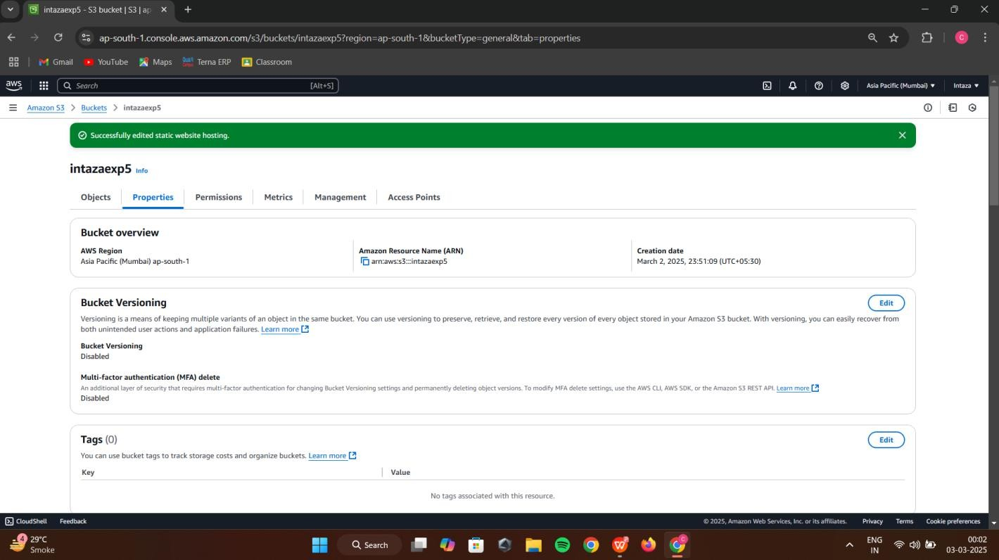 intazaexp5 - S3 bucket | S3 | ap
ap-south-1.console.aws.amazon.com/s3/buckets/intazaexp5?region=ap-south-1&bucketType=general&tab=properties
C
Gmail
YouTube
Maps
Terna ERP
Classroom
aws
Search
[Alt+S]
Asia Pacific (Mumbai)
Intaza
Amazon S3 > Buckets > intazaexp5
Successfully edited static website hosting.
intazaexp5 Info
Objects
Properties
Permissions
Metrics
Management
Access Points
Bucket overview
AWS Region
Asia Pacific (Mumbai) ap-south-1
Amazon Resource Name (ARN)
arn:aws:s3:::intazaexp5
Creation date
March 2, 2025, 23:51:09 (UTC+05:30)
Bucket Versioning
Edit
Versioning is a means of keeping multiple variants of an object in the same bucket. You can use versioning to preserve, retrieve, and restore every version of every object stored in your Amazon S3 bucket. With versioning, you can easily recover from
both unintended user actions and application failures. Learn more
Bucket Versioning
Disabled
Multi-factor authentication (MFA) delete
An additional layer of security that requires multi-factor authentication for changing Bucket Versioning settings and permanently deleting object versions. To modify MFA delete settings, use the AWS CLI, AWS SDK, or the Amazon S3 REST API. Learn more
Disabled
Tags (0)
Edit
You can use bucket tags to track storage costs and organize buckets. Learn more
Key
Value
No tags associated with this resource.
CloudShell
Feedback
© 2025, Amazon Web Services, Inc. or its affiliates.
Privacy
Terms
Cookie preferences
4
29°C
Smoke
Search
C
ENG
IN
00:02
03-03-2025